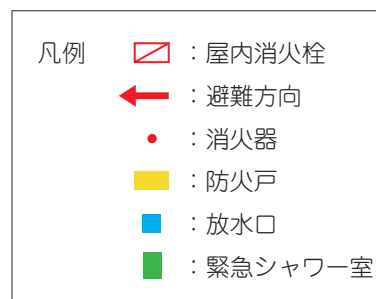 凡例 ：屋内消火栓
：避難方向
：消火器
：防火戸
：放水口
：緊急シャワー室